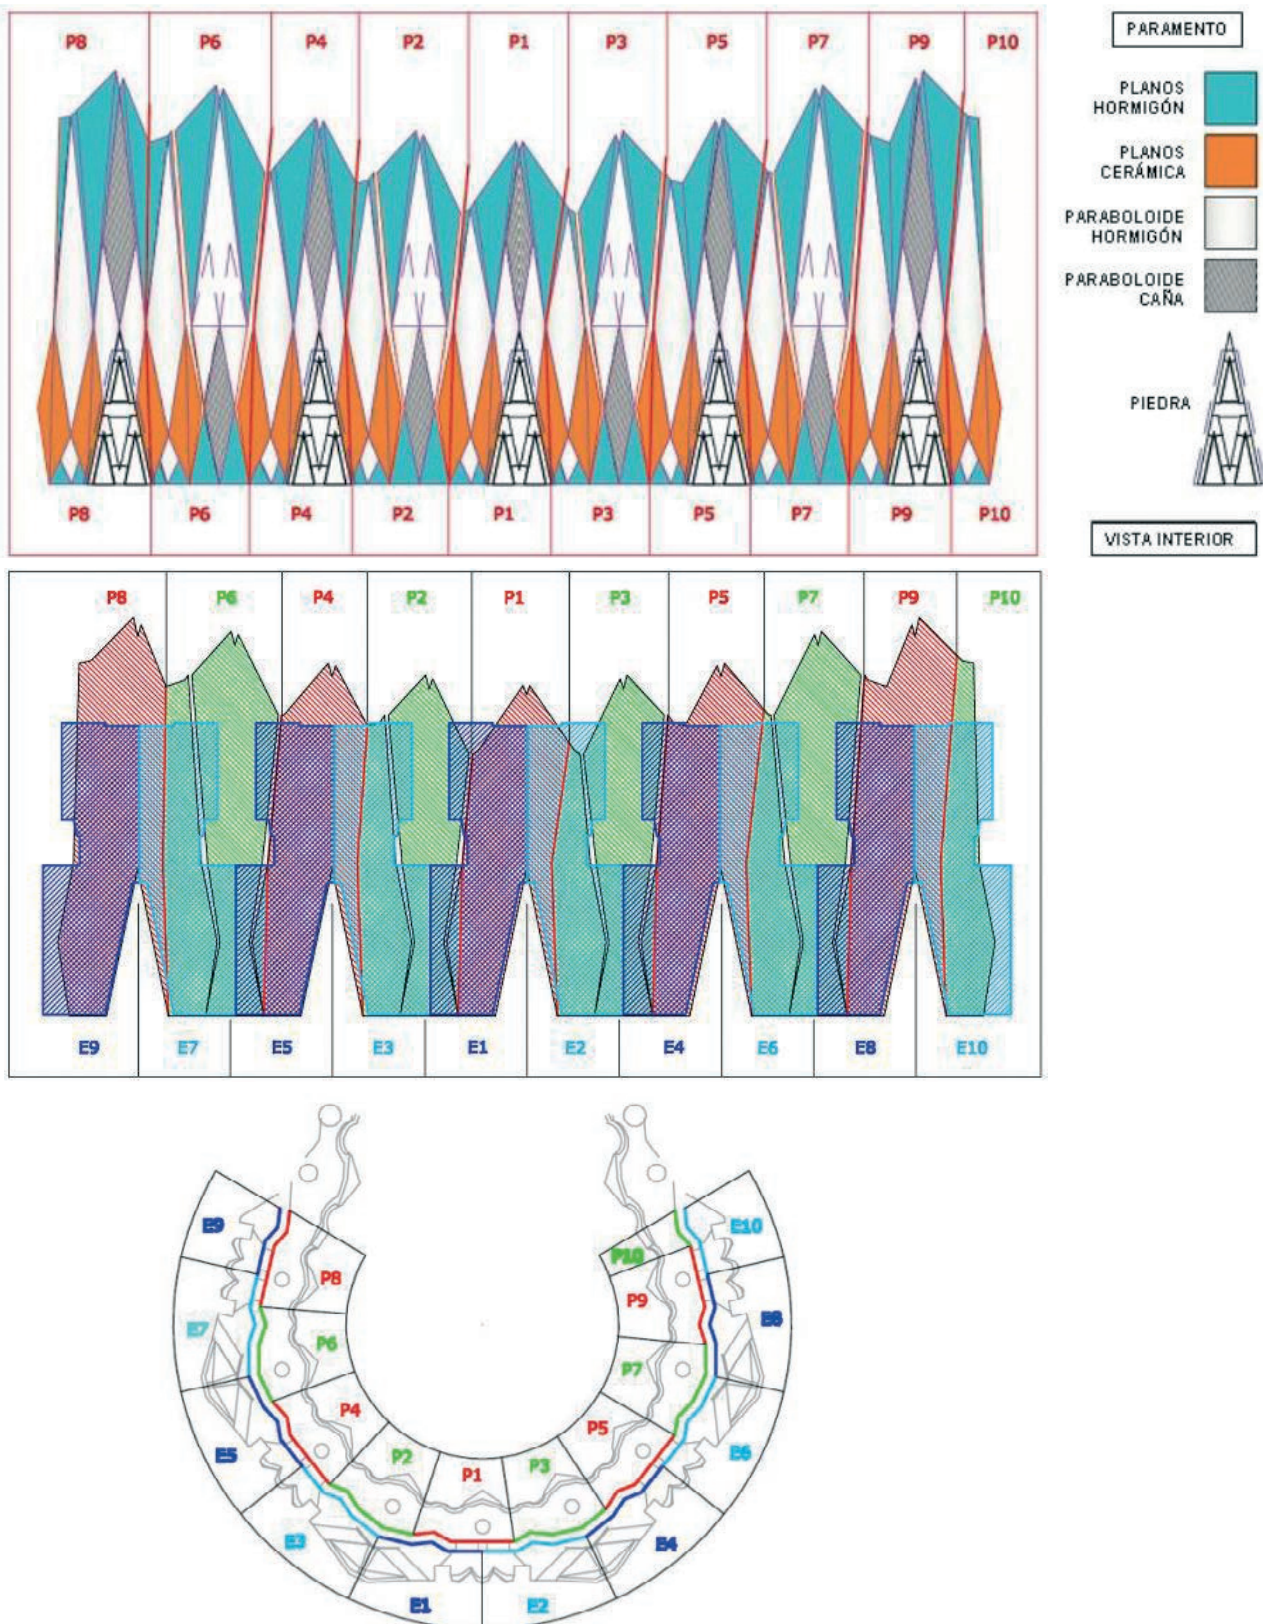 P8 P6 P4 P2 P1 P3 P5 P7 P9 P10
P8 P6 P4 P2 P1 P3 P5 P7 P9 P10
PARAMENTO
PLANOS
HORMIGÓN
PLANOS
CERÁMICA
PARABOLOIDE
HORMIGÓN
PARABOLOIDE
CAÑA
PIEDRA
VISTA INTERIOR
P8 P6 P4 P2 P1 P3 P5 P7 P9 P10
E9 E7 E5 E3 E1 E2 E4 E6 E8 E10
E9 E10
P10
P8 P9
E7 E8
P6 P7
P4 P5
E5 E6
P2 P1 P3
E3 E4
E1 E2